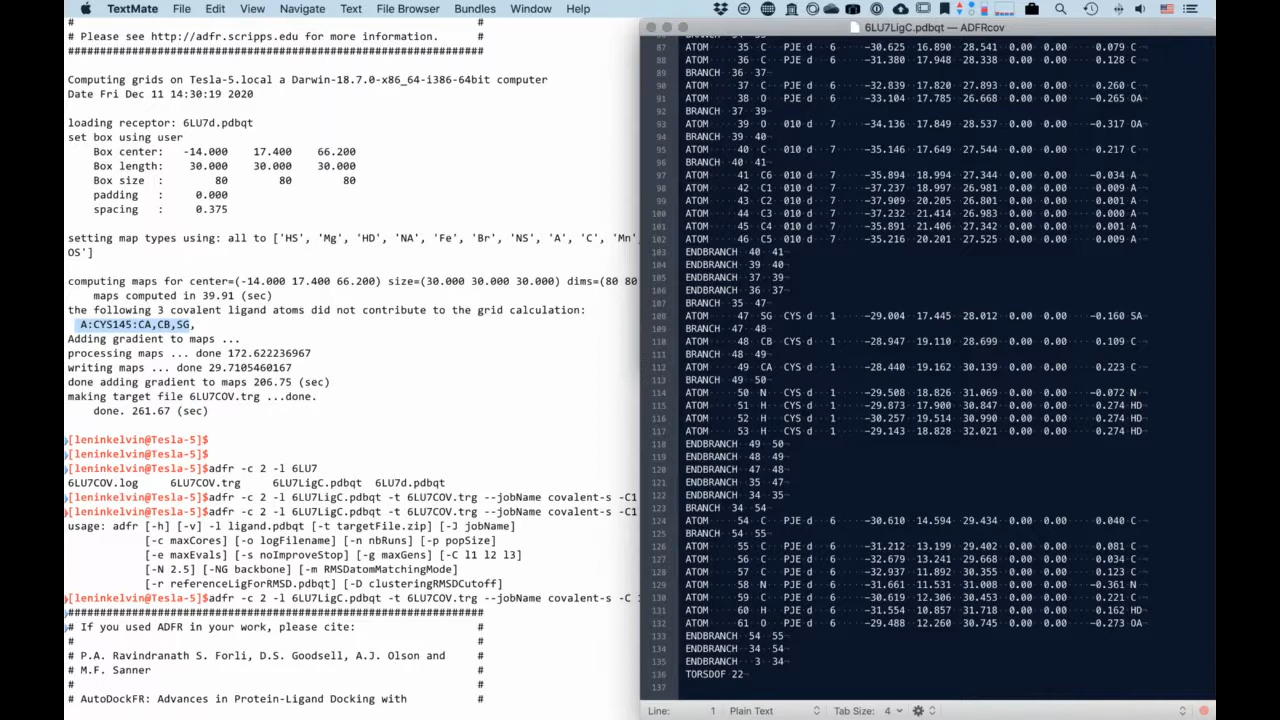 TextMate File Edit View Navigate Text File Browser Bundles Window Help
# #
# Please see http://adfr.scripps.edu for more information. #
################################################################
Computing grids on Tesla-5.local a Darwin-18.7.0-x86_64-i386-64bit computer
Date Fri Dec 11 14:30:19 2020
loading receptor: 6LU7d.pdbqt
set box using user
Box center: -14.000 17.400 66.200
Box length: 30.000 30.000 30.000
Box size : 80 80 80
padding : 0.000
spacing : 0.375
setting map types using: all to ['HS', 'Mg', 'HD', 'NA', 'Fe', 'Br', 'NS', 'A', 'C', 'Mn'
OS']
computing maps for center=(-14.000 17.400 66.200) size=(30.000 30.000 30.000) dims=(80 80
maps computed in 39.91 (sec)
the following 3 covalent ligand atoms did not contribute to the grid calculation:
A:CYS145:CA,CB,SG,
Adding gradient to maps ...
processing maps ... done 172.622236967
writing maps ... done 29.7105460167
done adding gradient to maps 206.75 (sec)
making target file 6LU7COV.trg ...done.
done. 261.67 (sec)
[leninkelvin@Tesla-5]$
[leninkelvin@Tesla-5]$
[leninkelvin@Tesla-5]$adfr -c 2 -l 6LU7
6LU7COV.log 6LU7COV.trg 6LU7LigC.pdbqt 6LU7d.pdbqt
[leninkelvin@Tesla-5]$adfr -c 2 -l 6LU7LigC.pdbqt -t 6LU7COV.trg --jobName covalent-s -C1
[leninkelvin@Tesla-5]$adfr -c 2 -l 6LU7LigC.pdbqt -t 6LU7COV.trg --jobName covalent-s -C1
usage: adfr [-h] [-v] -l ligand.pdbqt [-t targetFile.zip] [-J jobName]
[-c maxCores] [-o logFilename] [-n nbRuns] [-p popSize]
[-e maxEvals] [-s noImproveStop] [-g maxGens] [-C l1 l2 l3]
[-N 2.5] [-NG backbone] [-m RMSDatomMatchingMode]
[-r referenceLigForRMSD.pdbqt] [-D clusteringRMSDCutoff]
[leninkelvin@Tesla-5]$adfr -c 2 -l 6LU7LigC.pdbqt -t 6LU7COV.trg --jobName covalent-s -C
################################################################
# If you used ADFR in your work, please cite: #
# #
# P.A. Ravindranath S. Forli, D.S. Goodsell, A.J. Olson and #
# M.F. Sanner #
# #
# AutoDockFR: Advances in Protein-Ligand Docking with #
6LU7LigC.pdbqt — ADFRcov
87 ATOM 35 C PJE d 6 -30.625 16.890 28.541 0.00 0.00 0.079 C
88 ATOM 36 C PJE d 6 -31.380 17.948 28.338 0.00 0.00 0.128 C
89 BRANCH 36 37
90 ATOM 37 C PJE d 6 -32.839 17.820 27.893 0.00 0.00 0.260 C
91 ATOM 38 O PJE d 6 -33.104 17.785 26.668 0.00 0.00 -0.265 OA
92 BRANCH 37 39
93 ATOM 39 O 010 d 7 -34.136 17.849 28.537 0.00 0.00 -0.317 OA
94 BRANCH 39 40
95 ATOM 40 C 010 d 7 -35.146 17.649 27.544 0.00 0.00 0.217 C
96 BRANCH 40 41
97 ATOM 41 C6 010 d 7 -35.894 18.997 27.344 0.00 0.00 -0.034 A
98 ATOM 42 C1 010 d 7 -37.237 18.994 26.981 0.00 0.00 0.009 A
99 ATOM 43 C2 010 d 7 -37.909 20.205 26.801 0.00 0.00 0.001 A
100 ATOM 44 C3 010 d 7 -37.232 21.414 26.983 0.00 0.00 0.000 A
101 ATOM 45 C4 010 d 7 -35.891 21.406 27.342 0.00 0.00 0.001 A
102 ATOM 46 C5 010 d 7 -35.216 20.201 27.525 0.00 0.00 0.009 A
103 ENDBRANCH 40 41
104 ENDBRANCH 39 40
105 ENDBRANCH 37 39
106 ENDBRANCH 36 37
107 BRANCH 35 47
108 ATOM 47 SG CYS d 1 -29.004 17.445 28.012 0.00 0.00 -0.160 SA
109 BRANCH 47 48
110 ATOM 48 CB CYS d 1 -28.947 19.110 28.699 0.00 0.00 0.109 C
111 BRANCH 48 49
112 ATOM 49 CA CYS d 1 -28.440 19.162 30.139 0.00 0.00 0.223 C
113 BRANCH 49 50
114 ATOM 50 N CYS d 1 -29.508 18.826 31.069 0.00 0.00 -0.072 N
115 ATOM 51 H CYS d 1 -29.873 17.900 30.847 0.00 0.00 0.274 HD
116 ATOM 52 H CYS d 1 -30.257 19.514 30.990 0.00 0.00 0.274 HD
117 ATOM 53 H CYS d 1 -29.143 18.828 32.021 0.00 0.00 0.274 HD
118 ENDBRANCH 49 50
119 ENDBRANCH 48 49
120 ENDBRANCH 47 48
121 ENDBRANCH 35 47
122 ENDBRANCH 34 35
123 BRANCH 34 54
124 ATOM 54 C PJE d 6 -30.610 14.594 29.434 0.00 0.00 0.040 C
125 BRANCH 54 55
126 ATOM 55 C PJE d 6 -31.212 13.199 29.402 0.00 0.00 0.081 C
127 ATOM 56 C PJE d 6 -32.679 13.241 29.668 0.00 0.00 0.034 C
128 ATOM 57 C PJE d 6 -32.937 11.892 30.355 0.00 0.00 0.123 C
129 ATOM 58 N PJE d 6 -31.661 11.531 31.008 0.00 0.00 -0.361 N
130 ATOM 59 C PJE d 6 -30.619 12.306 30.453 0.00 0.00 0.221 C
131 ATOM 60 H PJE d 6 -31.554 10.857 31.718 0.00 0.00 0.162 HD
132 ATOM 61 O PJE d 6 -29.488 12.260 30.745 0.00 0.00 -0.273 OA
133 ENDBRANCH 54 55
134 ENDBRANCH 34 54
135 ENDBRANCH 3 34
136 TORSDOF 22
137
Line: 1 Plain Text Tab Size: 4